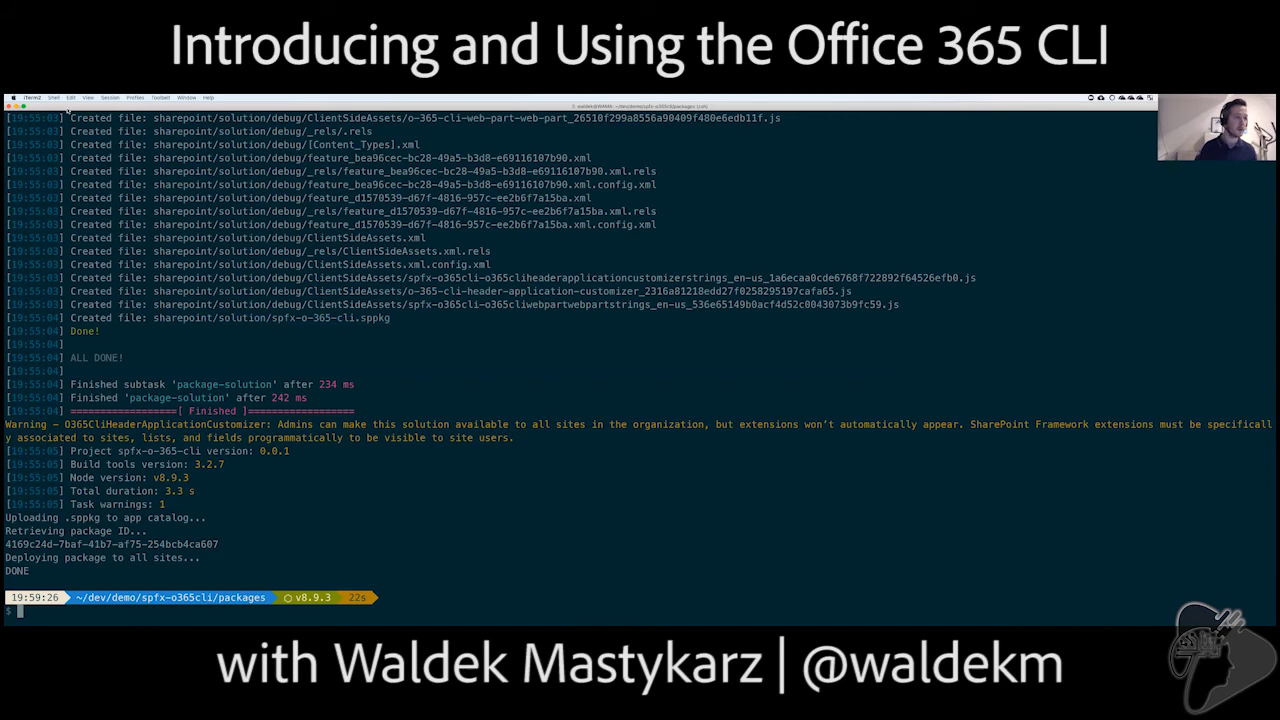 Introducing and Using the Office 365 CLI
iTerm2 Shell Edit View Session Profiles Toolbelt Window Help
[19:55:03] Created file: sharepoint/solution/debug/ClientSideAssets/o-365-cli-web-part-web-part_26510f299a8556a90409f480e6edb11f.js
[19:55:03] Created file: sharepoint/solution/debug/_rels/.rels
[19:55:03] Created file: sharepoint/solution/debug/[Content_Types].xml
[19:55:03] Created file: sharepoint/solution/debug/feature_bea96cec-bc28-49a5-b3d8-e69116107b90.xml
[19:55:03] Created file: sharepoint/solution/debug/_rels/feature_bea96cec-bc28-49a5-b3d8-e69116107b90.xml.rels
[19:55:03] Created file: sharepoint/solution/debug/feature_bea96cec-bc28-49a5-b3d8-e69116107b90.xml.config.xml
[19:55:03] Created file: sharepoint/solution/debug/feature_d1570539-d67f-4816-957c-ee2b6f7a15ba.xml
[19:55:03] Created file: sharepoint/solution/debug/_rels/feature_d1570539-d67f-4816-957c-ee2b6f7a15ba.xml.rels
[19:55:03] Created file: sharepoint/solution/debug/feature_d1570539-d67f-4816-957c-ee2b6f7a15ba.xml.config.xml
[19:55:03] Created file: sharepoint/solution/debug/ClientSideAssets.xml
[19:55:03] Created file: sharepoint/solution/debug/_rels/ClientSideAssets.xml.rels
[19:55:03] Created file: sharepoint/solution/debug/ClientSideAssets.xml.config.xml
[19:55:03] Created file: sharepoint/solution/debug/ClientSideAssets/spfx-o365cli-o365cliheaderapplicationcustomizerstrings_en-us_1a6ecaa0cde6768f722892f64526efb0.js
[19:55:03] Created file: sharepoint/solution/debug/ClientSideAssets/o-365-cli-header-application-customizer_2316a81218edd27f0258295197cafa65.js
[19:55:03] Created file: sharepoint/solution/debug/ClientSideAssets/spfx-o365cli-o365cliwebpartwebpartstrings_en-us_536e65149b0acf4d52c0043073b9fc59.js
[19:55:04] Created file: sharepoint/solution/spfx-o-365-cli.sppkg
[19:55:04] Done!
[19:55:04]
[19:55:04] ALL DONE!
[19:55:04]
[19:55:04] Finished subtask 'package-solution' after 234 ms
[19:55:04] Finished 'package-solution' after 242 ms
[19:55:04] ==================[ Finished ]==================
Warning - O365CliHeaderApplicationCustomizer: Admins can make this solution available to all sites in the organization, but extensions won't automatically appear. SharePoint Framework extensions must be specificall
y associated to sites, lists, and fields programmatically to be visible to site users.
[19:55:05] Project spfx-o-365-cli version: 0.0.1
[19:55:05] Build tools version: 3.2.7
[19:55:05] Node version: v8.9.3
[19:55:05] Total duration: 3.3 s
[19:55:05] Task warnings: 1
Uploading .sppkg to app catalog...
Retrieving package ID...
4169c24d-7baf-41b7-af75-254bcb4ca607
Deploying package to all sites...
DONE
19:59:26 ~/dev/demo/spfx-o365cli/packages v8.9.3 22s
$
with Waldek Mastykarz | @waldekm